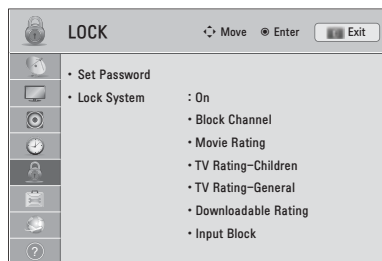 LOCK Move Enter Exit
• Set Password
• Lock System : On
• Block Channel
• Movie Rating
• TV Rating-Children
• TV Rating-General
• Downloadable Rating
• Input Block
?